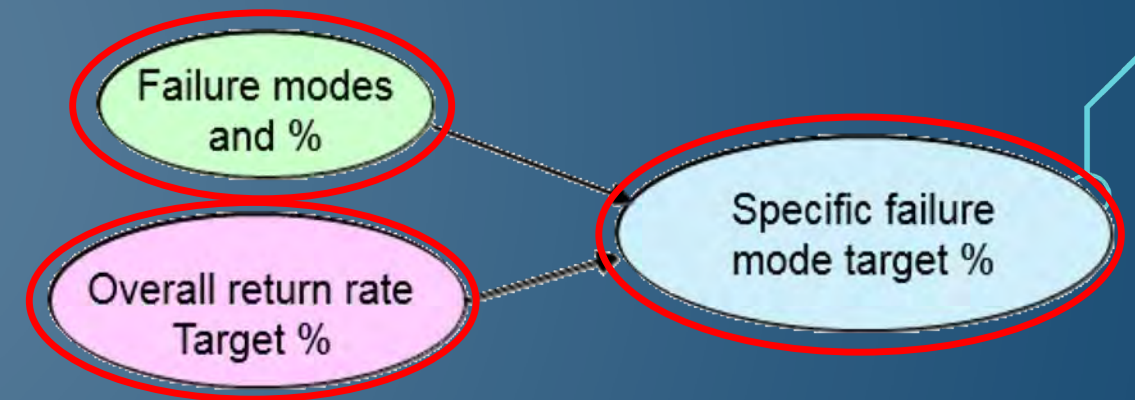 Failure modes
and %
Overall return rate
Target %
Specific failure
mode target %